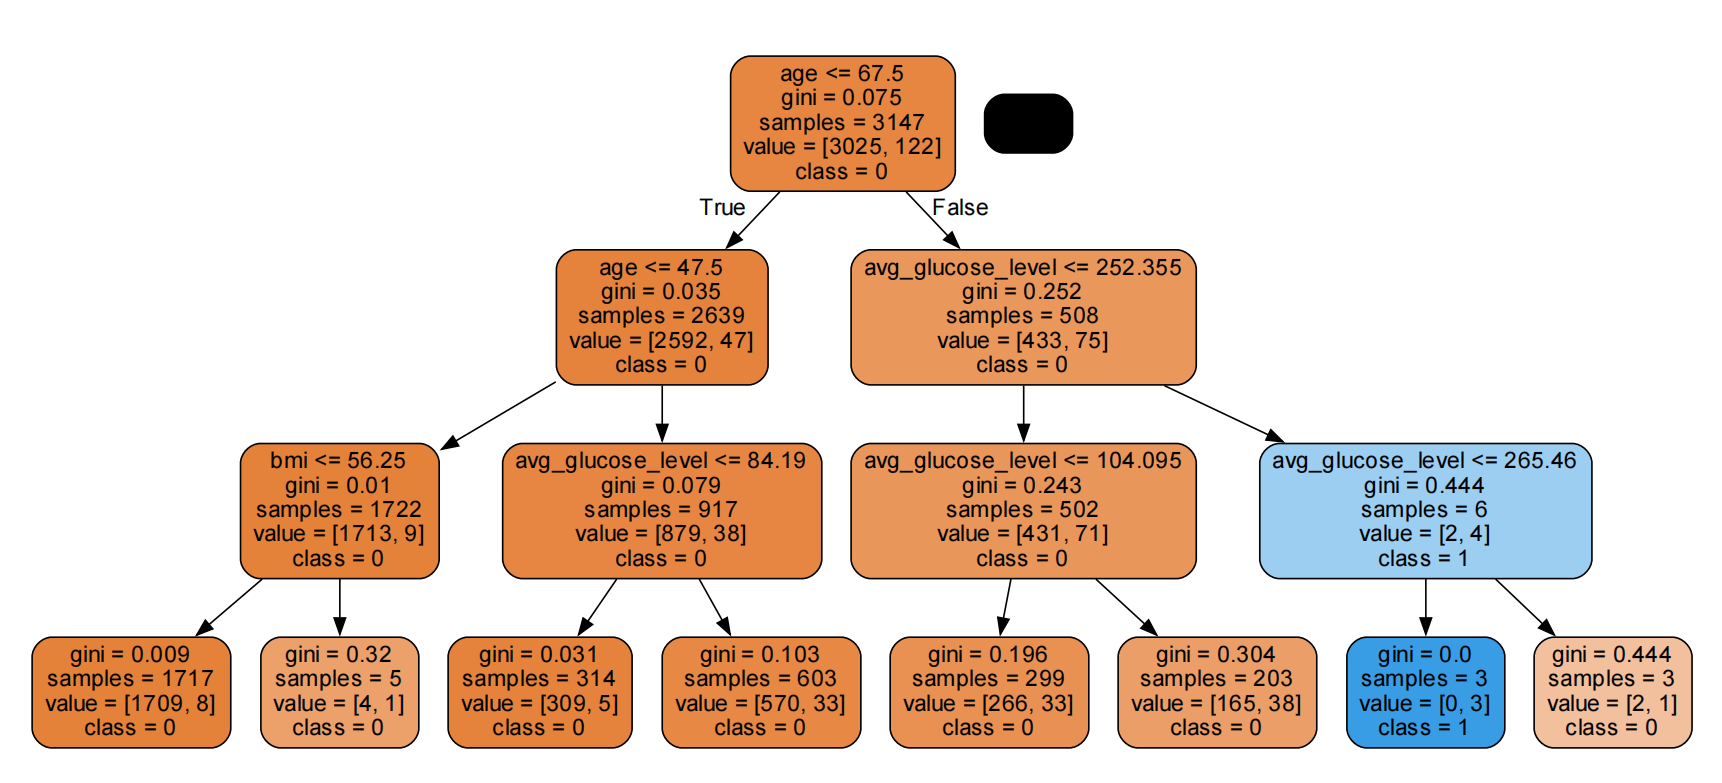 age <= 67.5
gini = 0.075
samples = 3147
value = [3025, 122]
class = 0
True
False
age <= 47.5
gini = 0.035
samples = 2639
value = [2592, 47]
class = 0
avg_glucose_level <= 252.355
gini = 0.252
samples = 508
value = [433, 75]
class = 0
bmi <= 56.25
gini = 0.01
samples = 1722
value = [1713, 9]
class = 0
avg_glucose_level <= 84.19
gini = 0.079
samples = 917
value = [879, 38]
class = 0
avg_glucose_level <= 104.095
gini = 0.243
samples = 502
value = [431, 71]
class = 0
avg_glucose_level <= 265.46
gini = 0.444
samples = 6
value = [2, 4]
class = 1
gini = 0.009
samples = 1717
value = [1709, 8]
class = 0
gini = 0.32
samples = 5
value = [4, 1]
class = 0
gini = 0.031
samples = 314
value = [309, 5]
class = 0
gini = 0.103
samples = 603
value = [570, 33]
class = 0
gini = 0.196
samples = 299
value = [266, 33]
class = 0
gini = 0.304
samples = 203
value = [165, 38]
class = 0
gini = 0.0
samples = 3
value = [0, 3]
class = 1
gini = 0.444
samples = 3
value = [2, 1]
class = 0